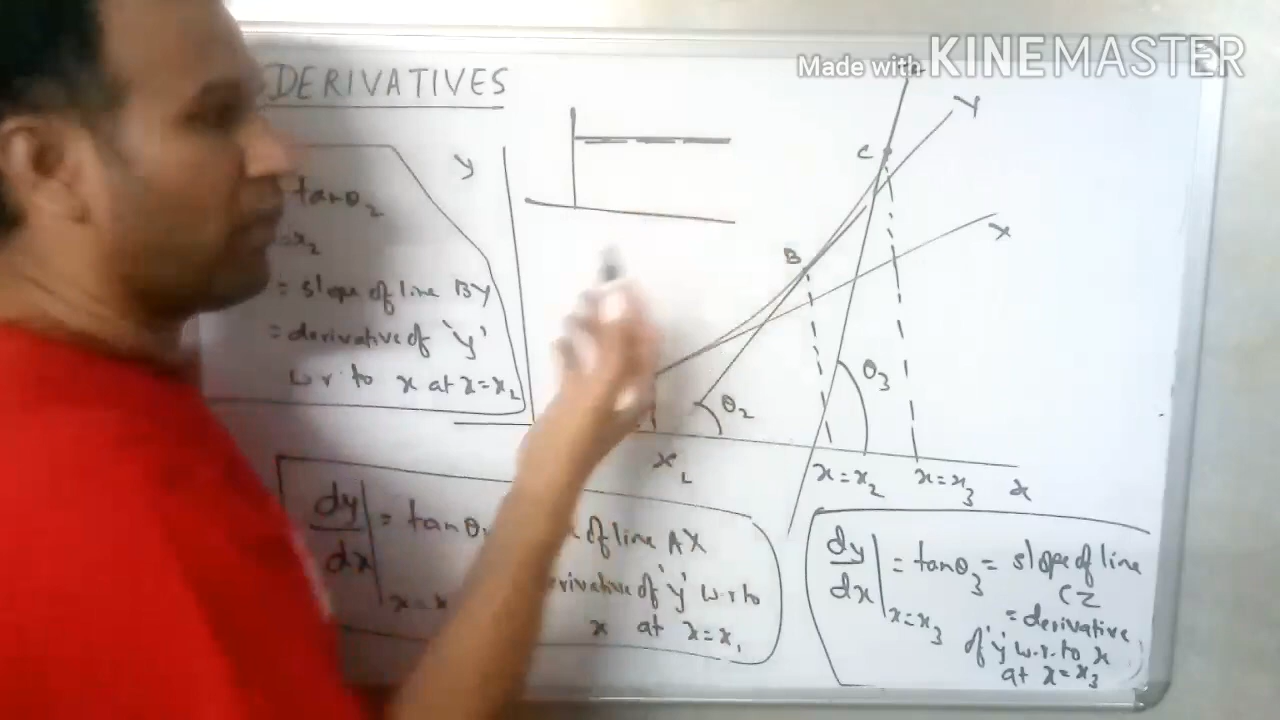 Made with KINEMASTER
DERIVATIVES
tanθ2
x2
= slope of line BY
= derivative of 'y'
w.r.to x at x=x2
y
C
Y
B
X
θ2
θ3
x1
x=x2
x=x3
x
dy/dx | = tanθ of line AX
x=
derivative of 'y' w.r.to
x at x=x1
dy/dx | = tanθ3 = slope of line
x=x3
CZ
= derivative
of 'y' w.r.to x
at x=x3